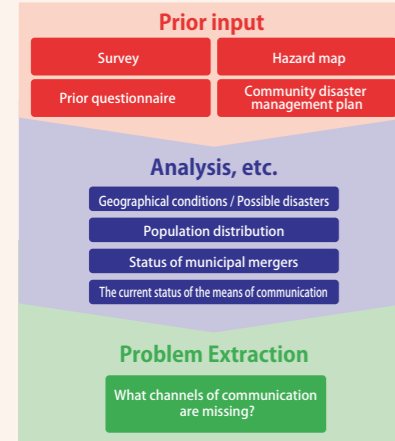 Prior input
Survey
Hazard map
Prior questionnaire
Community disaster
management plan
Analysis, etc.
Geographical conditions / Possible disasters
Population distribution
Status of municipal mergers
The current status of the means of communication
Problem Extraction
What channels of communication
are missing?